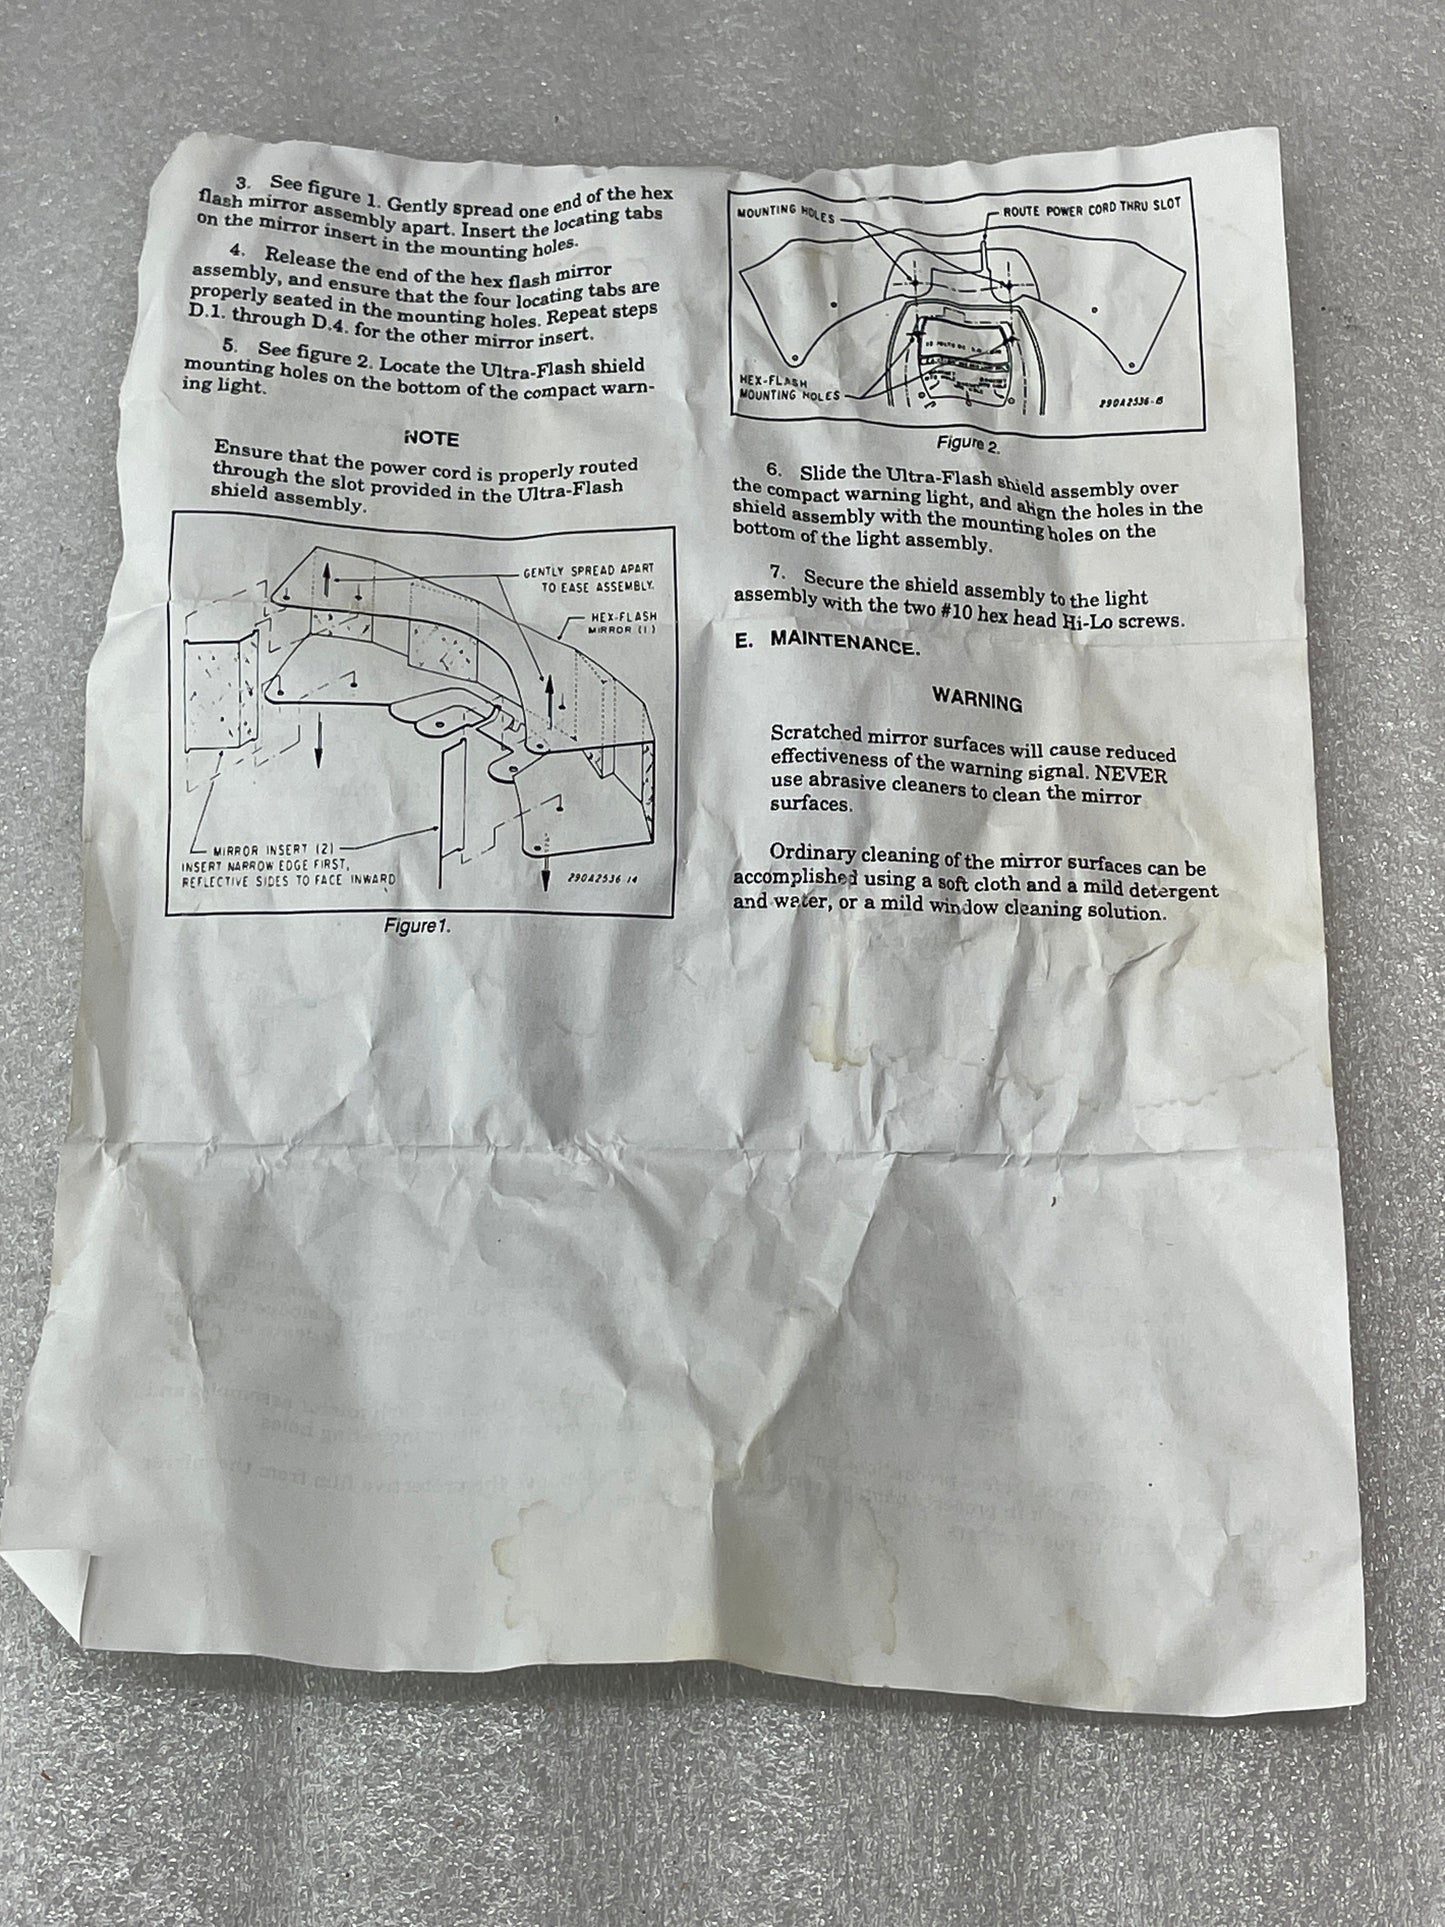 3. See figure 1. Gently spread one end of the hex
flash mirror assembly apart. Insert the locating tabs
on the mirror insert in the mounting holes.
4. Release the end of the hex flash mirror
assembly, and ensure that the four locating tabs are
properly seated in the mounting holes. Repeat steps
D.1. through D.4. for the other mirror insert.
5. See figure 2. Locate the Ultra-Flash shield
mounting holes on the bottom of the compact warn-
ing light.
NOTE
Ensure that the power cord is properly routed
through the slot provided in the Ultra-Flash
shield assembly.
GENTLY SPREAD APART
TO EASE ASSEMBLY.
HEX-FLASH
MIRROR (1)
MIRROR INSERT (2)
INSERT NARROW EDGE FIRST,
REFLECTIVE SIDES TO FACE INWARD
290A2536-14
Figure 1.
MOUNTING HOLES
ROUTE POWER CORD THRU SLOT
HEX-FLASH
MOUNTING HOLES
290A2536-B
Figure 2.
6. Slide the Ultra-Flash shield assembly over
the compact warning light, and align the holes in the
shield assembly with the mounting holes on the
bottom of the light assembly.
7. Secure the shield assembly to the light
assembly with the two #10 hex head Hi-Lo screws.
E. MAINTENANCE.
WARNING
Scratched mirror surfaces will cause reduced
effectiveness of the warning signal. NEVER
use abrasive cleaners to clean the mirror
surfaces.
Ordinary cleaning of the mirror surfaces can be
accomplished using a soft cloth and a mild detergent
and water, or a mild window cleaning solution.